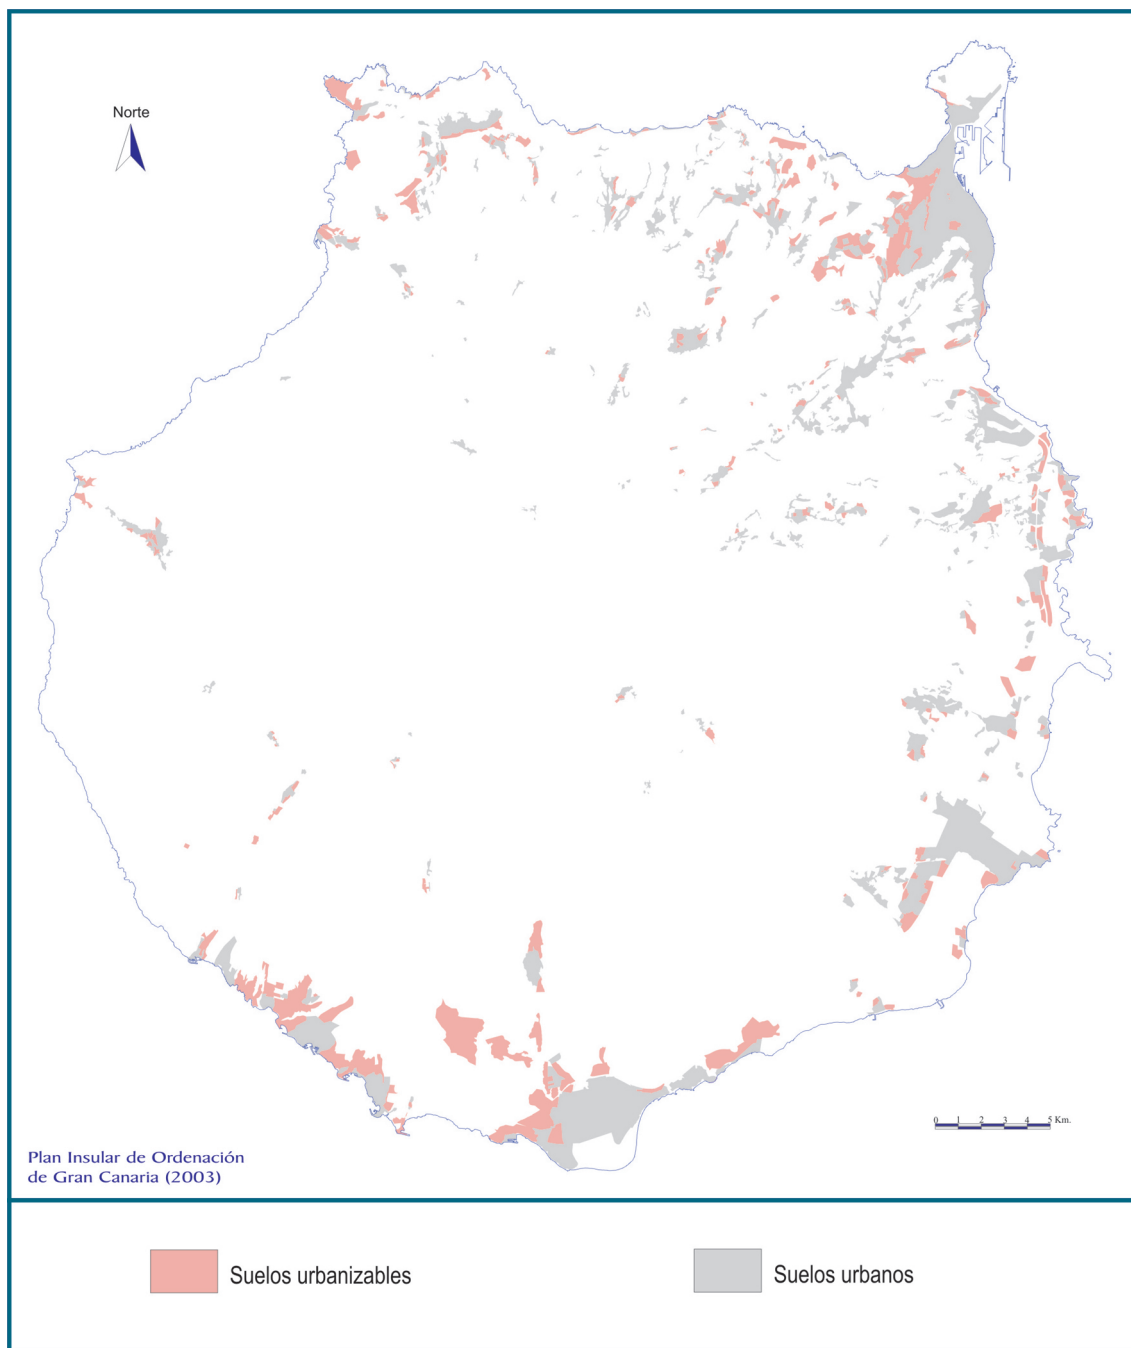 Norte
0 1 2 3 4 5 Km.
Plan Insular de Ordenación
de Gran Canaria (2003)
Suelos urbanizables
Suelos urbanos